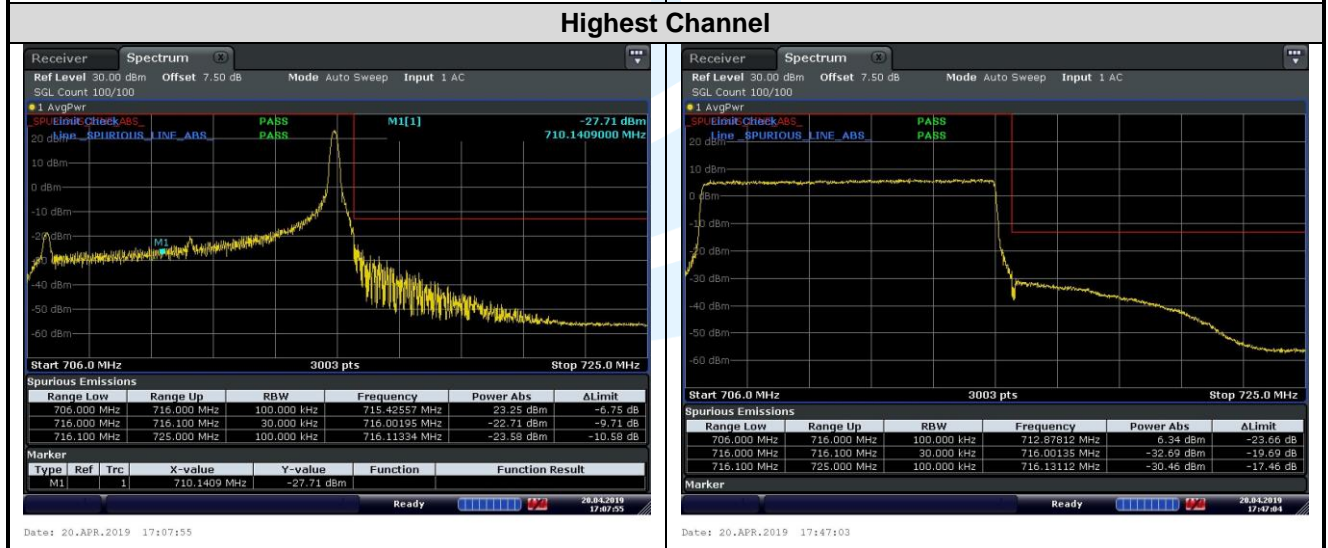 Highest Channel
Receiver Spectrum
Ref Level 30.00 dBm Offset 7.50 dB Mode Auto Sweep Input 1 AC
SGL Count 100/100
1 AvgPwr
Limit Check PASS M1[1] -27.71 dBm
20 dBm Line _SPURIOUS_LINE_ABS_ PASS 710.1409000 MHz
10 dBm
0 dBm
-10 dBm
-20 dBm
M1
-40 dBm
-50 dBm
-60 dBm
Start 706.0 MHz 3003 pts Stop 725.0 MHz
Spurious Emissions
Range Low Range Up RBW Frequency Power Abs ΔLimit
706.000 MHz 716.000 MHz 100.000 kHz 715.42557 MHz 23.25 dBm -6.75 dB
716.000 MHz 716.100 MHz 30.000 kHz 716.00195 MHz -22.71 dBm -9.71 dB
716.100 MHz 725.000 MHz 100.000 kHz 716.11334 MHz -23.58 dBm -10.58 dB
Marker
Type Ref Trc X-value Y-value Function Function Result
M1 1 710.1409 MHz -27.71 dBm
Ready 20.04.2019 17:07:55
Date: 20.APR.2019 17:07:55
Receiver Spectrum
Ref Level 30.00 dBm Offset 7.50 dB Mode Auto Sweep Input 1 AC
SGL Count 100/100
1 AvgPwr
Limit Check PASS
20 dBm Line _SPURIOUS_LINE_ABS_ PASS
10 dBm
0 dBm
-10 dBm
-20 dBm
-30 dBm
-40 dBm
-50 dBm
-60 dBm
Start 706.0 MHz 3003 pts Stop 725.0 MHz
Spurious Emissions
Range Low Range Up RBW Frequency Power Abs ΔLimit
706.000 MHz 716.000 MHz 100.000 kHz 712.87812 MHz 6.34 dBm -23.66 dB
716.000 MHz 716.100 MHz 30.000 kHz 716.00135 MHz -32.69 dBm -19.69 dB
716.100 MHz 725.000 MHz 100.000 kHz 716.13112 MHz -30.46 dBm -17.46 dB
Marker
Ready 20.04.2019 17:47:04
Date: 20.APR.2019 17:47:03